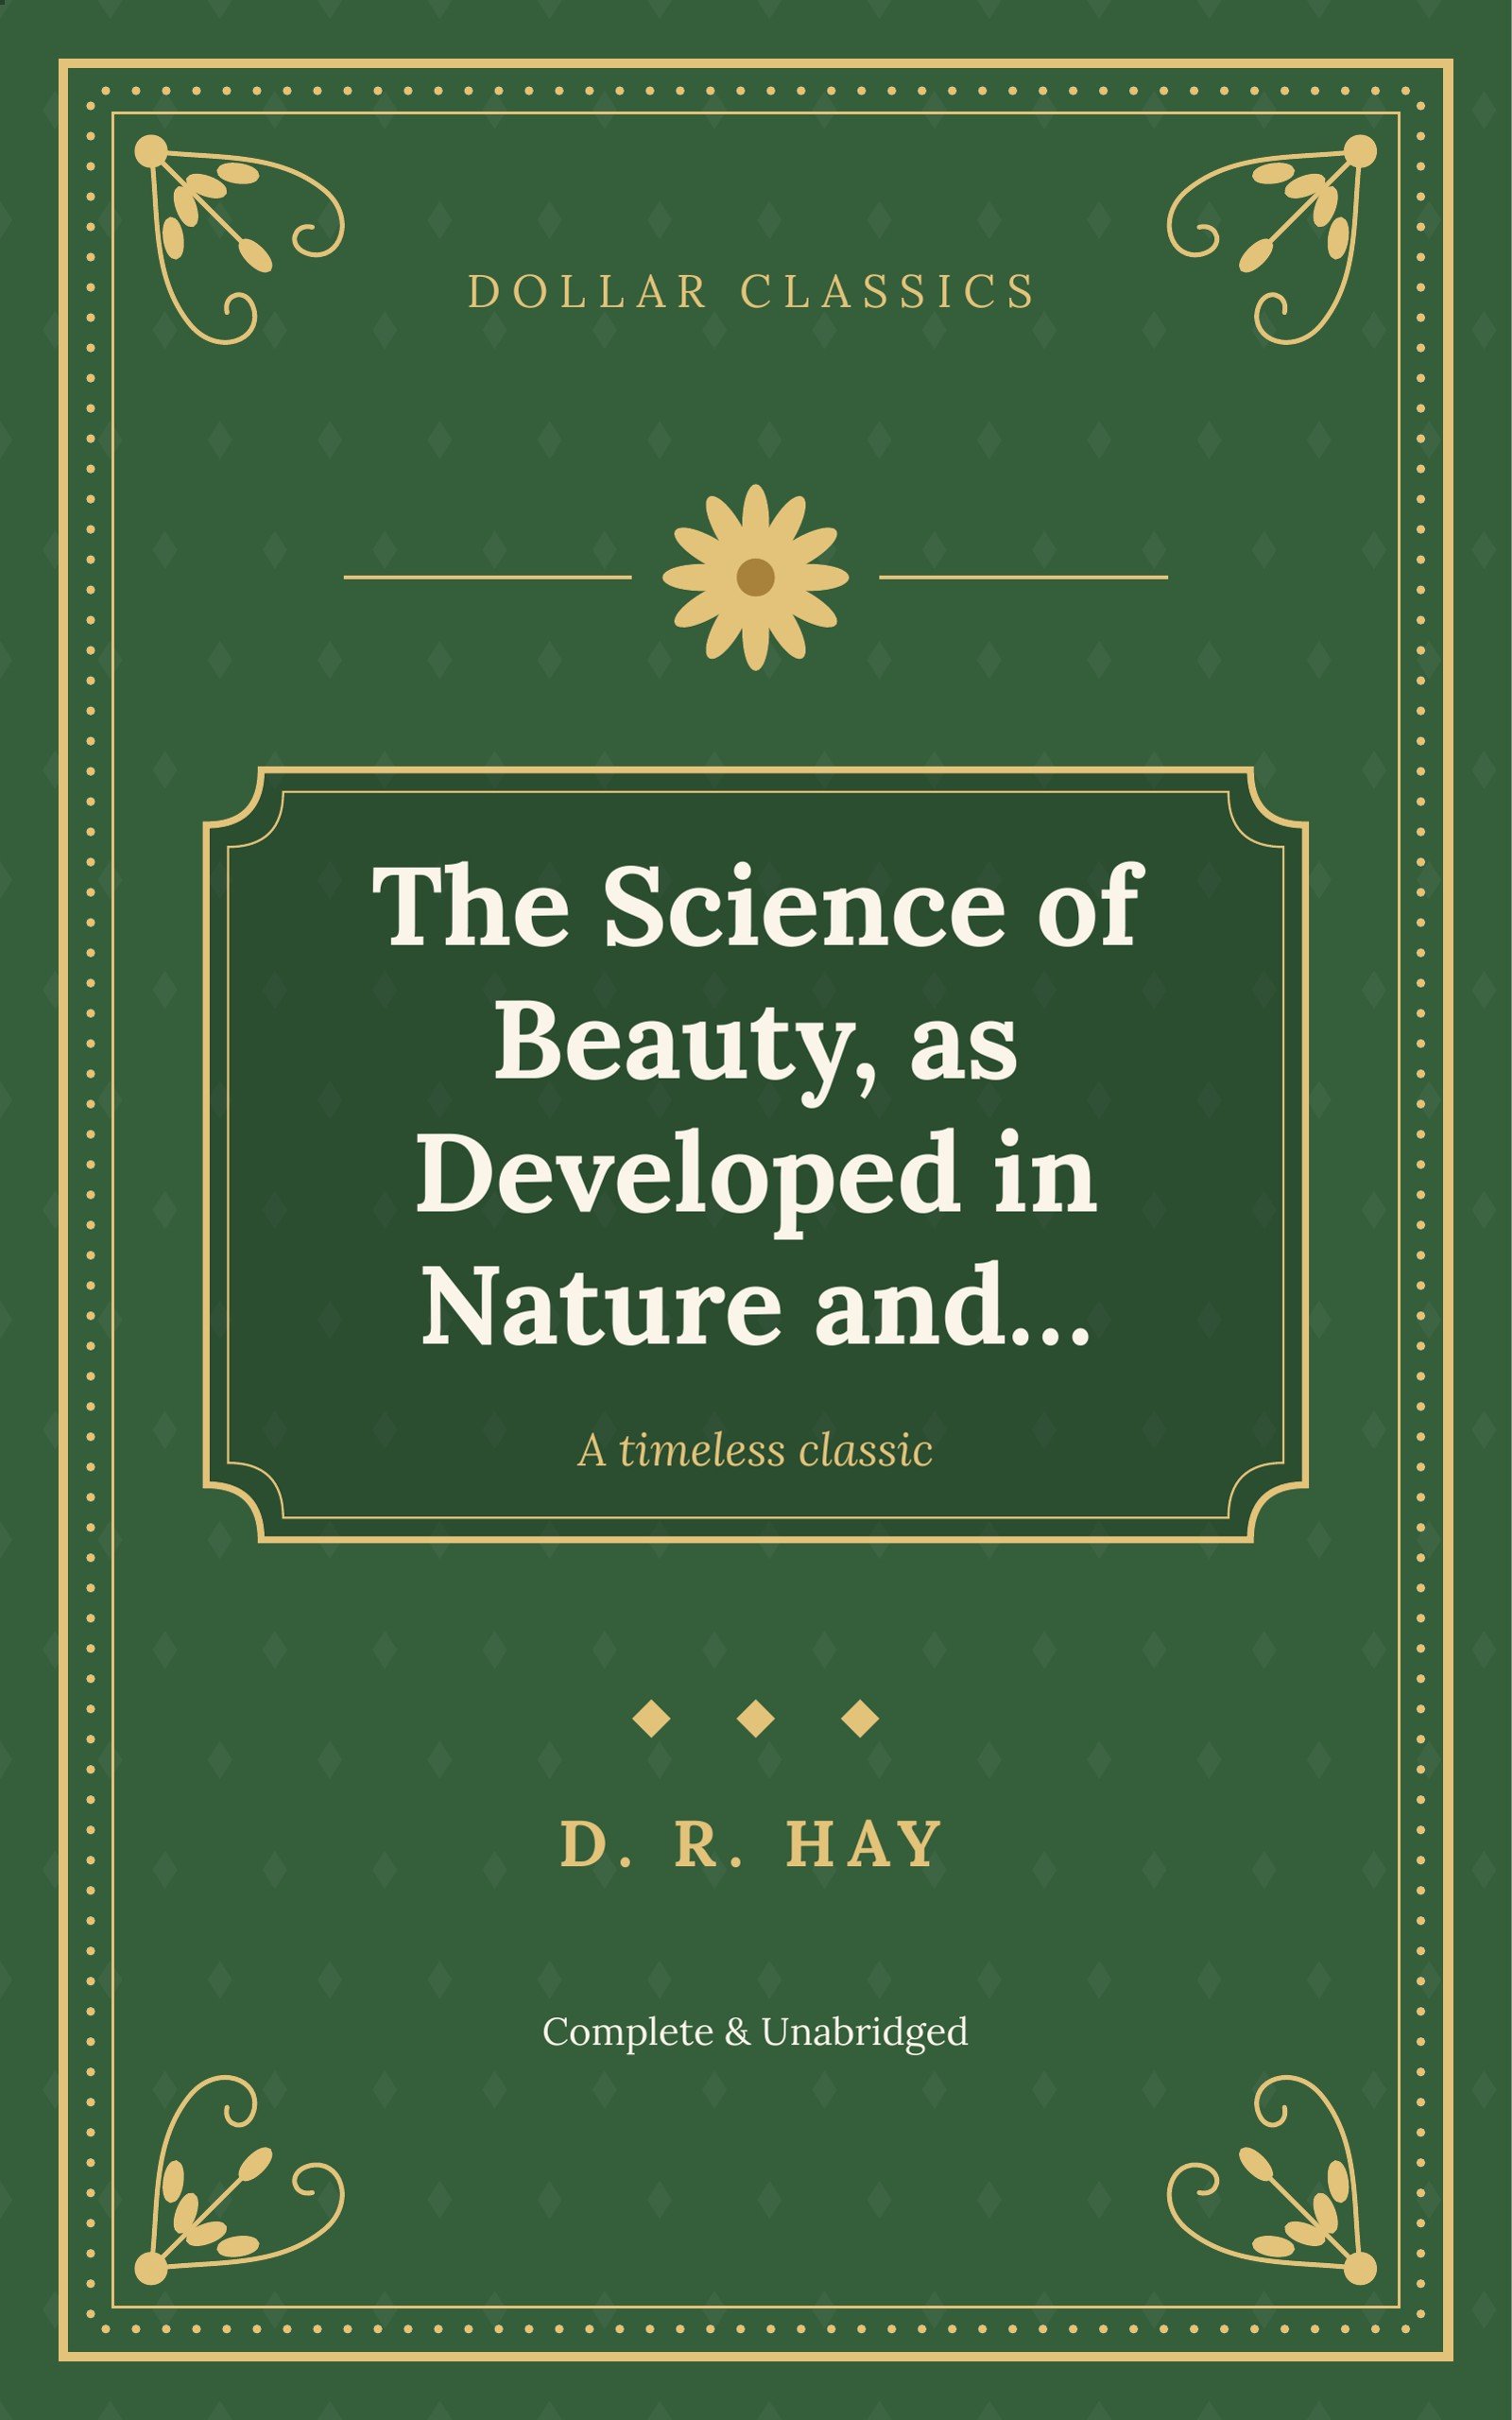 DOLLAR CLASSICS
The Science of
Beauty, as
Developed in
Nature and...
A timeless classic
D. R. HAY
Complete & Unabridged